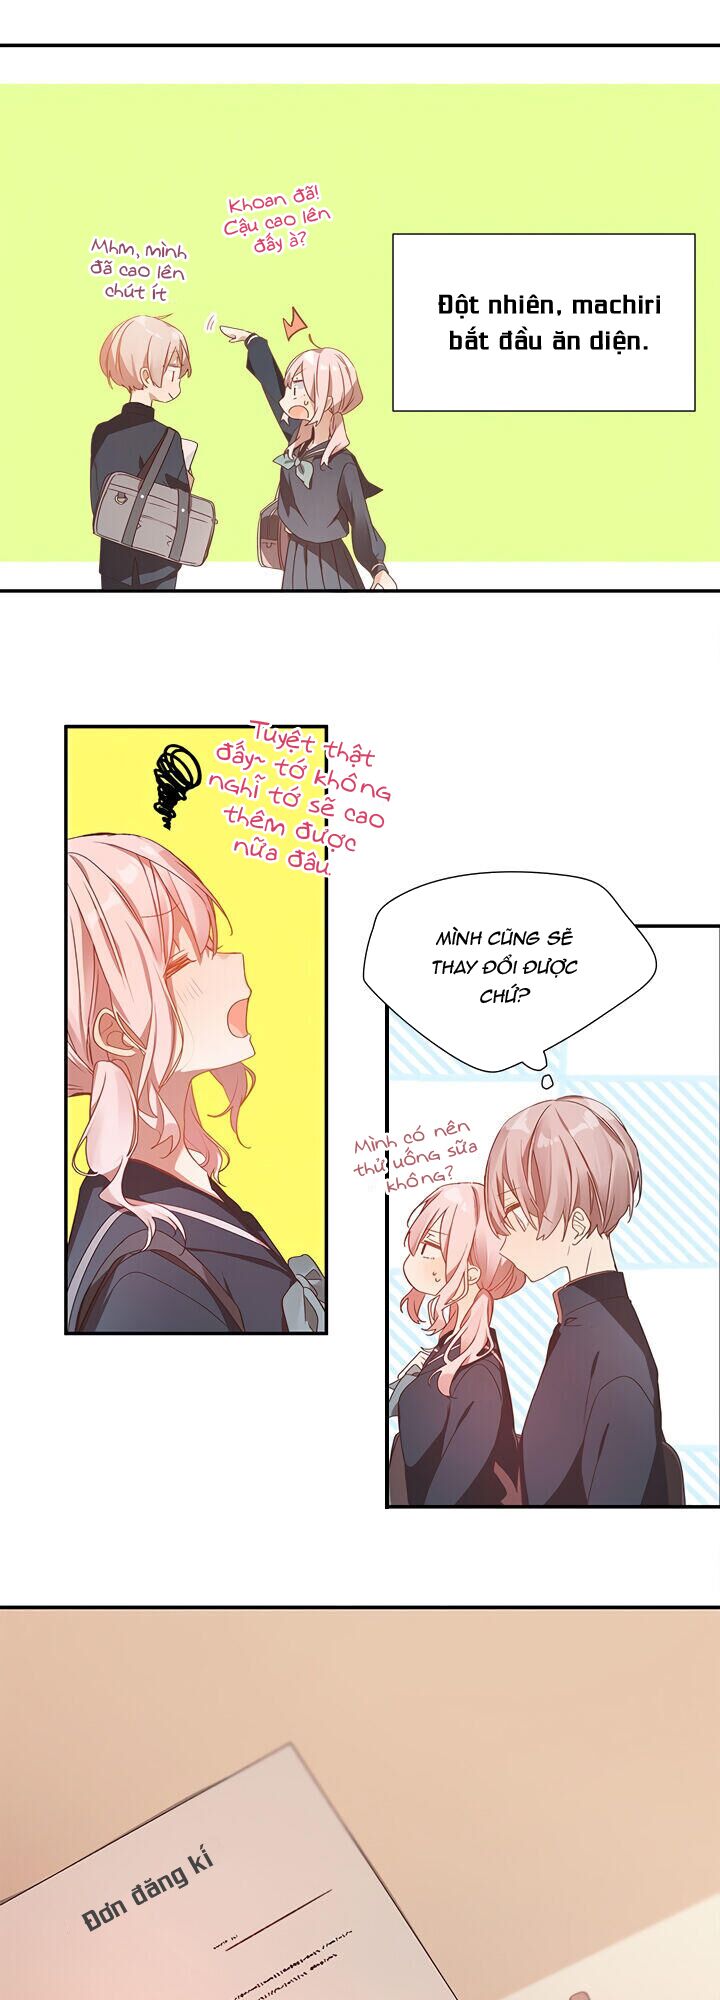 Khoan đã!
Cậu cao lên
đấy à?
Mhm, mình
đã cao lên
chút ít
Đột nhiên, machiri
bắt đầu ăn diện.
Tuyệt thật
đấy~ tớ không
nghĩ tớ sẽ cao
thêm được
nữa đâu
MÌNH CŨNG SẼ
THAY ĐỔI ĐƯỢC
CHỨ?
Mình có nên
thử uống sữa
không?
Đơn đăng kí